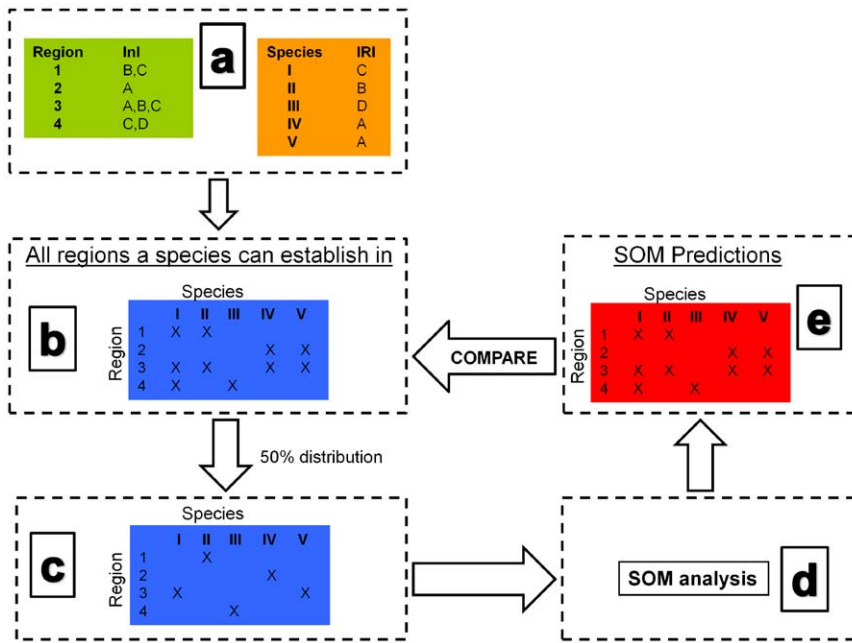 a
Region InI
1 B,C
2 A
3 A,B,C
4 C,D
Species IRI
I C
II B
III D
IV A
V A
All regions a species can establish in
b
Species
I II III IV V
Region
1 X X
2 X X
3 X X X X
4 X X
COMPARE
SOM Predictions
e
Species
I II III IV V
Region
1 X X
2 X X
3 X X X X
4 X X
50% distribution
c
Species
I II III IV V
Region
1 X
2 X
3 X X
4 X
SOM analysis
d